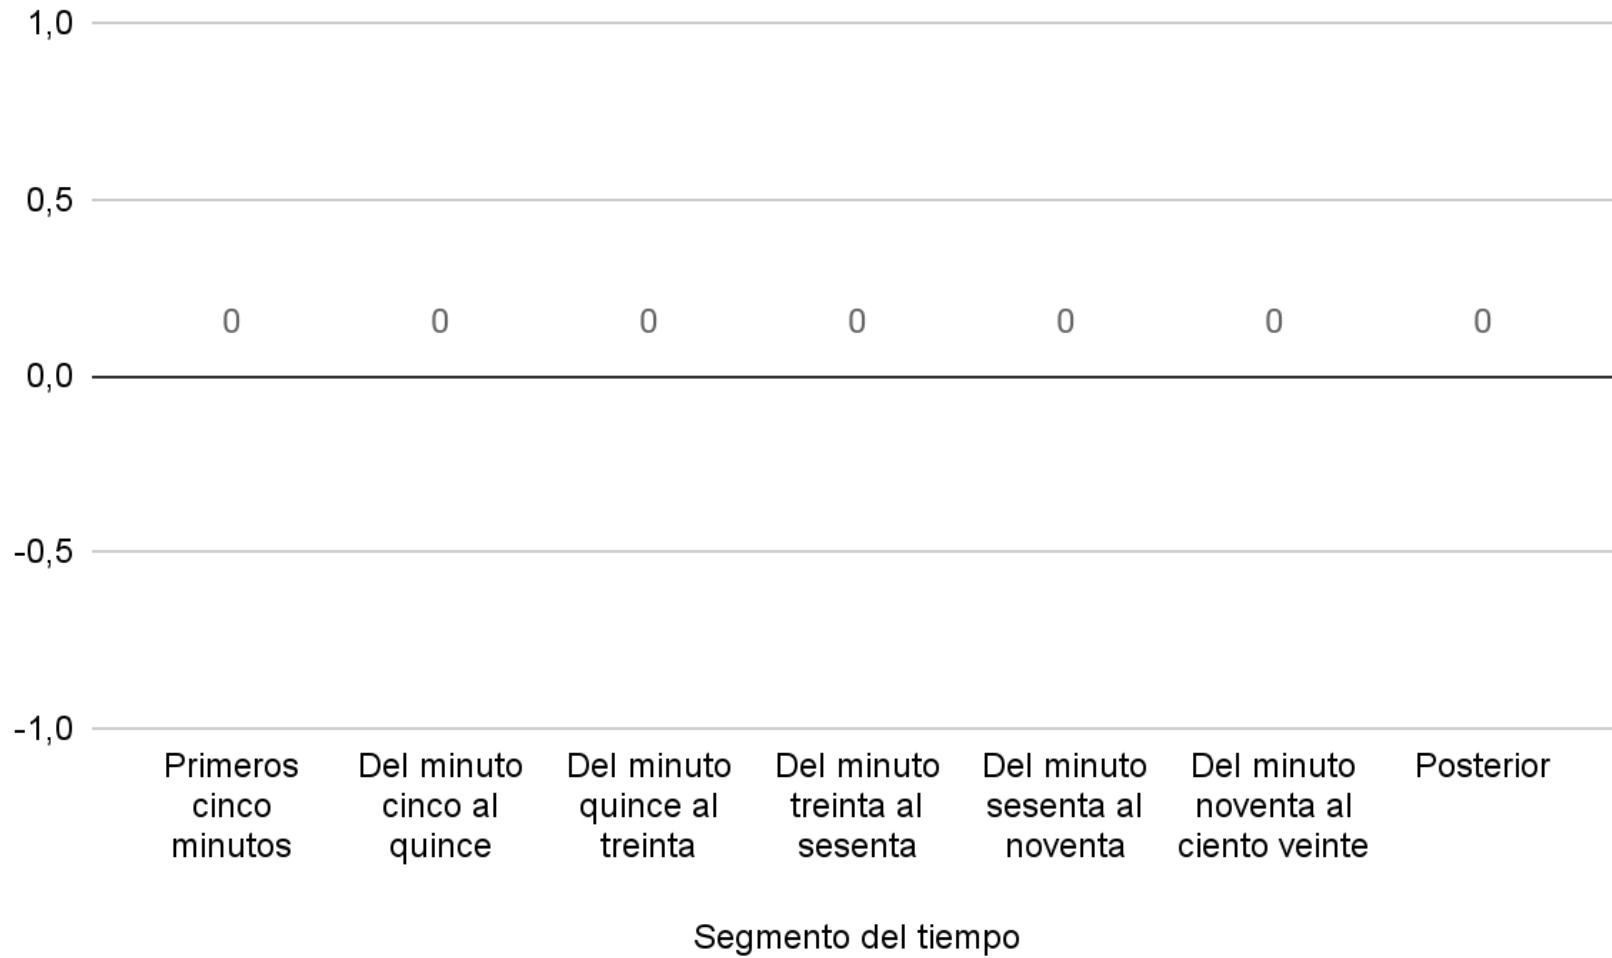 1,0
0,5
0 0 0 0 0 0 0
0,0
-0,5
-1,0
Primeros
cinco
minutos
Del minuto
cinco al
quince
Del minuto
quince al
treinta
Del minuto
treinta al
sesenta
Del minuto
sesenta al
noventa
Del minuto
noventa al
ciento veinte
Posterior
Segmento del tiempo